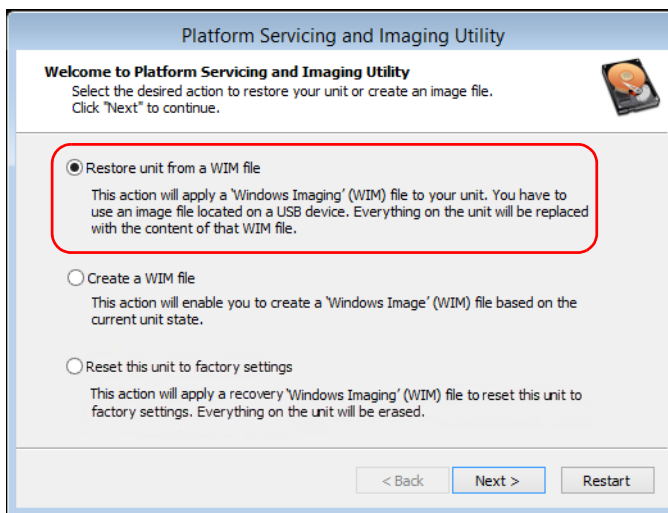 Platform Servicing and Imaging Utility
Welcome to Platform Servicing and Imaging Utility
Select the desired action to restore your unit or create an image file.
Click "Next" to continue.
Restore unit from a WIM file
This action will apply a 'Windows Imaging' (WIM) file to your unit. You have to
use an image file located on a USB device. Everything on the unit will be replaced
with the content of that WIM file.
Create a WIM file
This action will enable you to create a 'Windows Image' (WIM) file based on the
current unit state.
Reset this unit to factory settings
This action will apply a recovery 'Windows Imaging' (WIM) file to reset this unit to
factory settings. Everything on the unit will be erased.
< Back Next > Restart